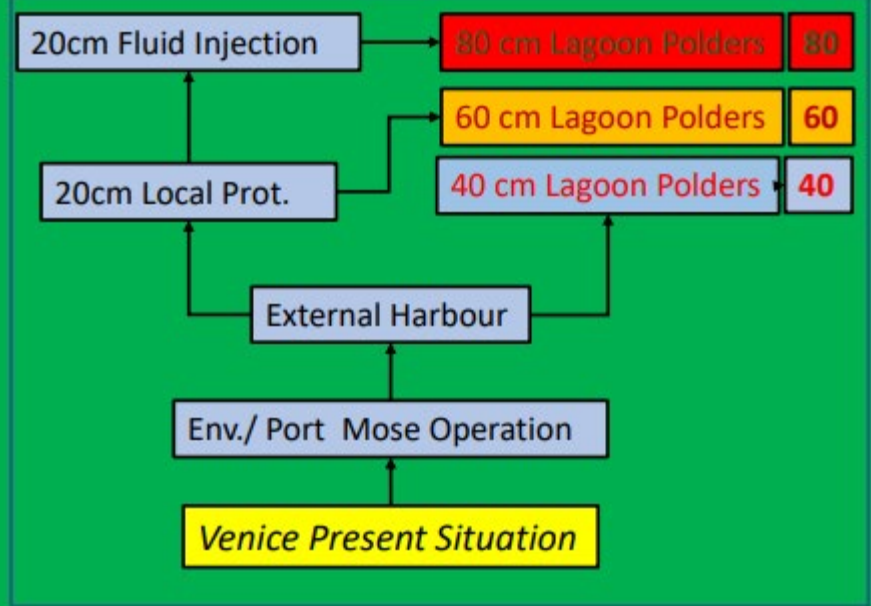 20cm Fluid Injection
80 cm Lagoon Polders 80
60 cm Lagoon Polders 60
20cm Local Prot.
40 cm Lagoon Polders 40
External Harbour
Env./ Port Mose Operation
Venice Present Situation